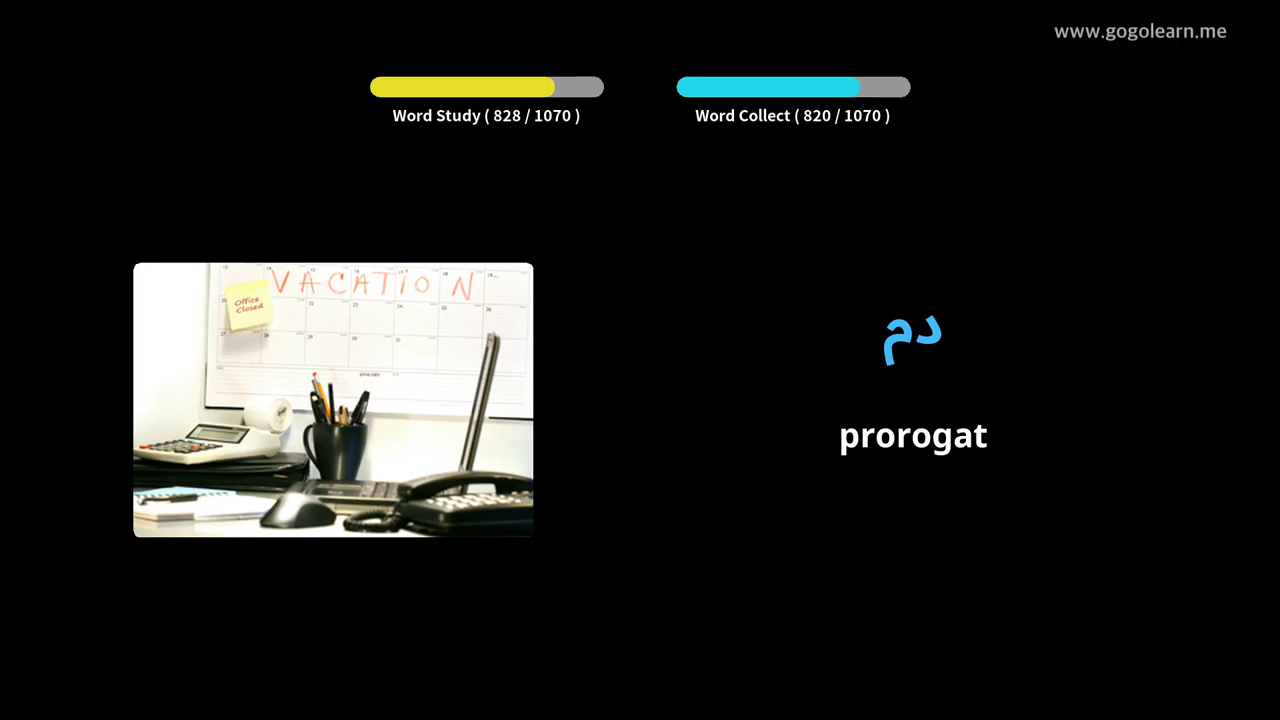 www.gogolearn.me
Word Study ( 828 / 1070 )
Word Collect ( 820 / 1070 )
VACATION
Office
Closed
دم
prorogat